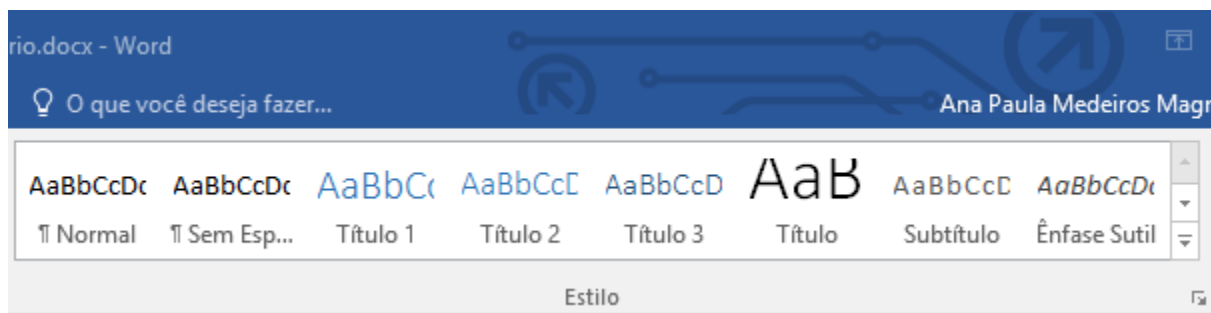 rio.docx - Word
O que você deseja fazer...
Ana Paula Medeiros Magr
AaBbCcDc AaBbCcDc AaBbCc AaBbCcD AaBbCcD AaB AaBbCcD AaBbCcDc
¶ Normal ¶ Sem Esp... Título 1 Título 2 Título 3 Título Subtítulo Ênfase Sutil
Estilo